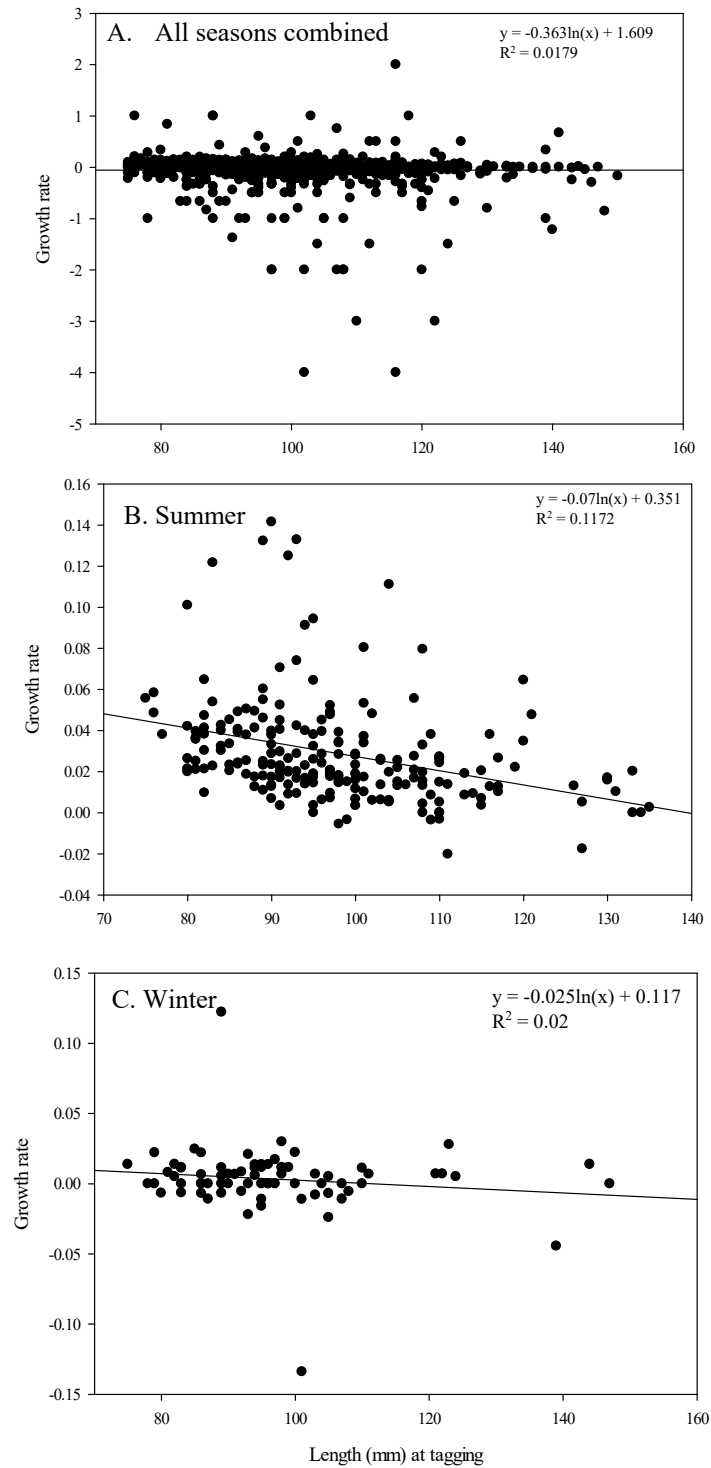 A. All seasons combined
y = -0.363ln(x) + 1.609
R² = 0.0179
3
2
1
0
-1
-2
-3
-4
-5
Growth rate
80 100 120 140 160
B. Summer
y = -0.07ln(x) + 0.351
R² = 0.1172
0.16
0.14
0.12
0.10
0.08
0.06
0.04
0.02
0.00
-0.02
-0.04
Growth rate
70 80 90 100 110 120 130 140
C. Winter
y = -0.025ln(x) + 0.117
R² = 0.02
0.15
0.10
0.05
0.00
-0.05
-0.10
-0.15
Growth rate
80 100 120 140 160
Length (mm) at tagging